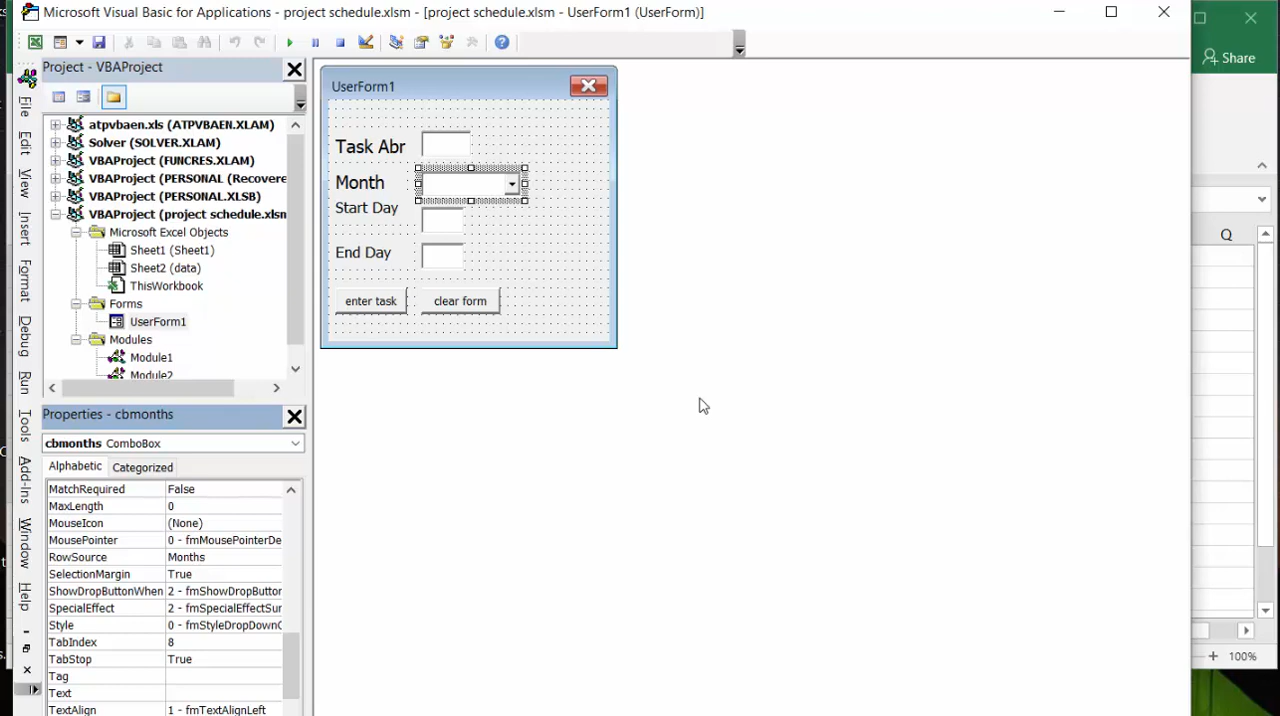 Microsoft Visual Basic for Applications - project schedule.xlsm - [project schedule.xlsm - UserForm1 (UserForm)]
Share
Project - VBAProject
File
Edit
View
Insert
Format
Debug
Run
Tools
Add-Ins
Window
Help
atpvbaen.xls (ATPVBAEN.XLAM)
Solver (SOLVER.XLAM)
VBAProject (FUNCRES.XLAM)
VBAProject (PERSONAL (Recovere
VBAProject (PERSONAL.XLSB)
VBAProject (project schedule.xlsm
Microsoft Excel Objects
Sheet1 (Sheet1)
Sheet2 (data)
ThisWorkbook
Forms
UserForm1
Modules
Module1
Module2
Properties - cbmonths
cbmonths ComboBox
Alphabetic Categorized
MatchRequired False
MaxLength 0
MouseIcon (None)
MousePointer 0 - fmMousePointerDe
RowSource Months
SelectionMargin True
ShowDropButtonWhen 2 - fmShowDropButton
SpecialEffect 2 - fmSpecialEffectSun
Style 0 - fmStyleDropDownC
TabIndex 8
TabStop True
Tag
Text
TextAlign 1 - fmTextAlignLeft
UserForm1
Task Abr
Month
Start Day
End Day
enter task clear form
Q
100%